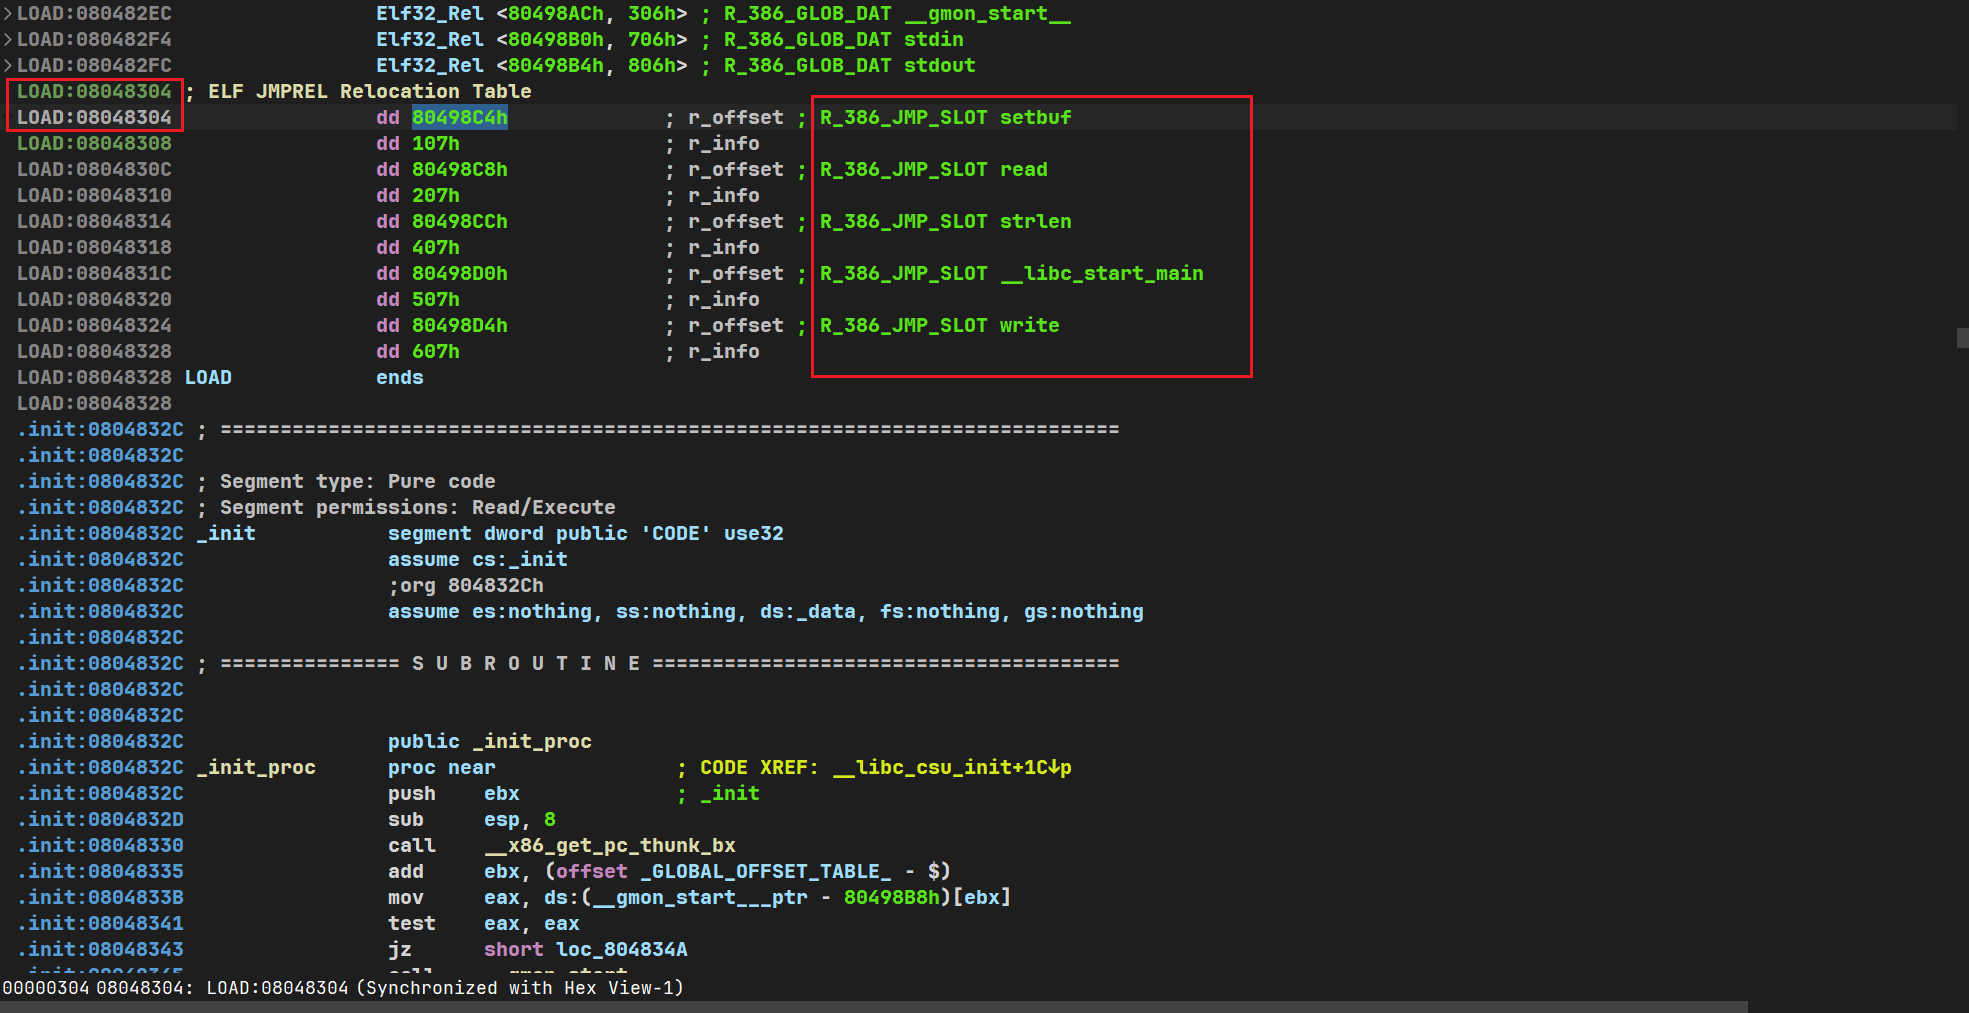 LOAD:080482EC Elf32_Rel <80498ACh, 306h> ; R_386_GLOB_DAT __gmon_start__
LOAD:080482F4 Elf32_Rel <80498B0h, 706h> ; R_386_GLOB_DAT stdin
LOAD:080482FC Elf32_Rel <80498B4h, 806h> ; R_386_GLOB_DAT stdout
LOAD:08048304 ; ELF JMPREL Relocation Table
LOAD:08048304 dd 80498C4h ; r_offset ; R_386_JMP_SLOT setbuf
LOAD:08048308 dd 107h ; r_info
LOAD:0804830C dd 80498C8h ; r_offset ; R_386_JMP_SLOT read
LOAD:08048310 dd 207h ; r_info
LOAD:08048314 dd 80498CCh ; r_offset ; R_386_JMP_SLOT strlen
LOAD:08048318 dd 407h ; r_info
LOAD:0804831C dd 80498D0h ; r_offset ; R_386_JMP_SLOT __libc_start_main
LOAD:08048320 dd 507h ; r_info
LOAD:08048324 dd 80498D4h ; r_offset ; R_386_JMP_SLOT write
LOAD:08048328 dd 607h ; r_info
LOAD:08048328 LOAD ends
LOAD:08048328
.init:0804832C ; ===========================================================================
.init:0804832C
.init:0804832C ; Segment type: Pure code
.init:0804832C ; Segment permissions: Read/Execute
.init:0804832C _init segment dword public 'CODE' use32
.init:0804832C assume cs:_init
.init:0804832C ;org 804832Ch
.init:0804832C assume es:nothing, ss:nothing, ds:_data, fs:nothing, gs:nothing
.init:0804832C
.init:0804832C ; =============== S U B R O U T I N E =======================================
.init:0804832C
.init:0804832C
.init:0804832C public _init_proc
.init:0804832C _init_proc proc near ; CODE XREF: __libc_csu_init+1C↓p
.init:0804832C push ebx ; _init
.init:0804832D sub esp, 8
.init:08048330 call __x86_get_pc_thunk_bx
.init:08048335 add ebx, (offset _GLOBAL_OFFSET_TABLE_ - $)
.init:0804833B mov eax, ds:(__gmon_start___ptr - 80498B8h)[ebx]
.init:08048341 test eax, eax
.init:08048343 jz short loc_804834A
00000304 08048304: LOAD:08048304 (Synchronized with Hex View-1)